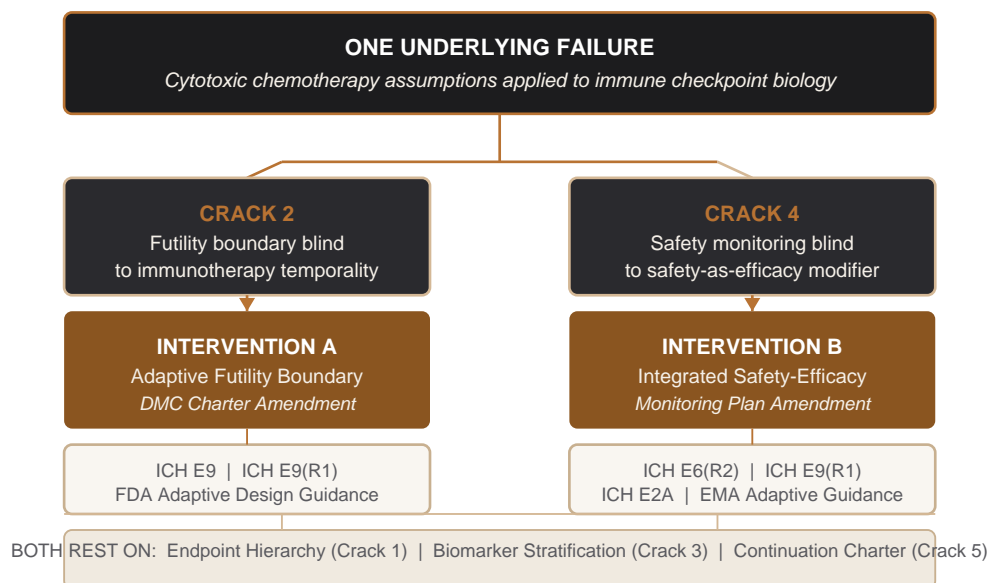 ONE UNDERLYING FAILURE
Cytotoxic chemotherapy assumptions applied to immune checkpoint biology
CRACK 2
Futility boundary blind
to immunotherapy temporality
CRACK 4
Safety monitoring blind
to safety-as-efficacy modifier
INTERVENTION A
Adaptive Futility Boundary
DMC Charter Amendment
INTERVENTION B
Integrated Safety-Efficacy
Monitoring Plan Amendment
ICH E9 | ICH E9(R1)
FDA Adaptive Design Guidance
ICH E6(R2) | ICH E9(R1)
ICH E2A | EMA Adaptive Guidance
BOTH REST ON: Endpoint Hierarchy (Crack 1) | Biomarker Stratification (Crack 3) | Continuation Charter (Crack 5)